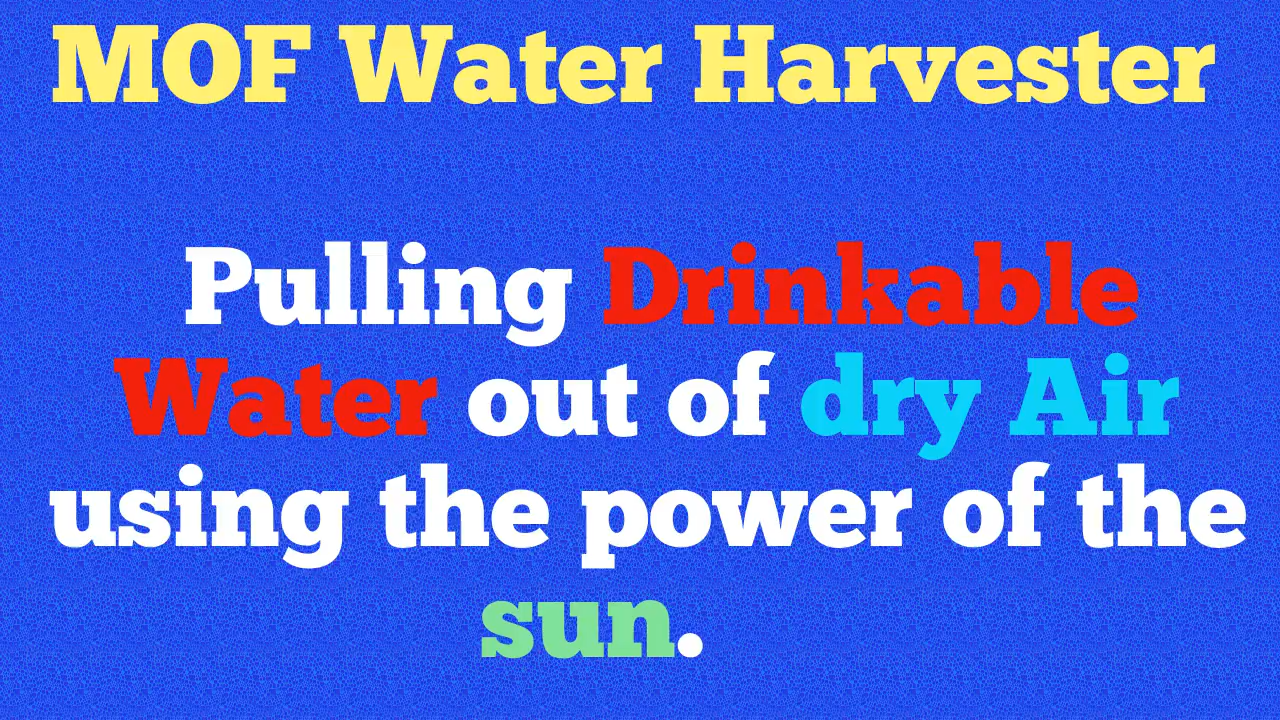 MOF Water Harvester
Pulling Drinkable
Water out of dry Air
using the power of the
sun.